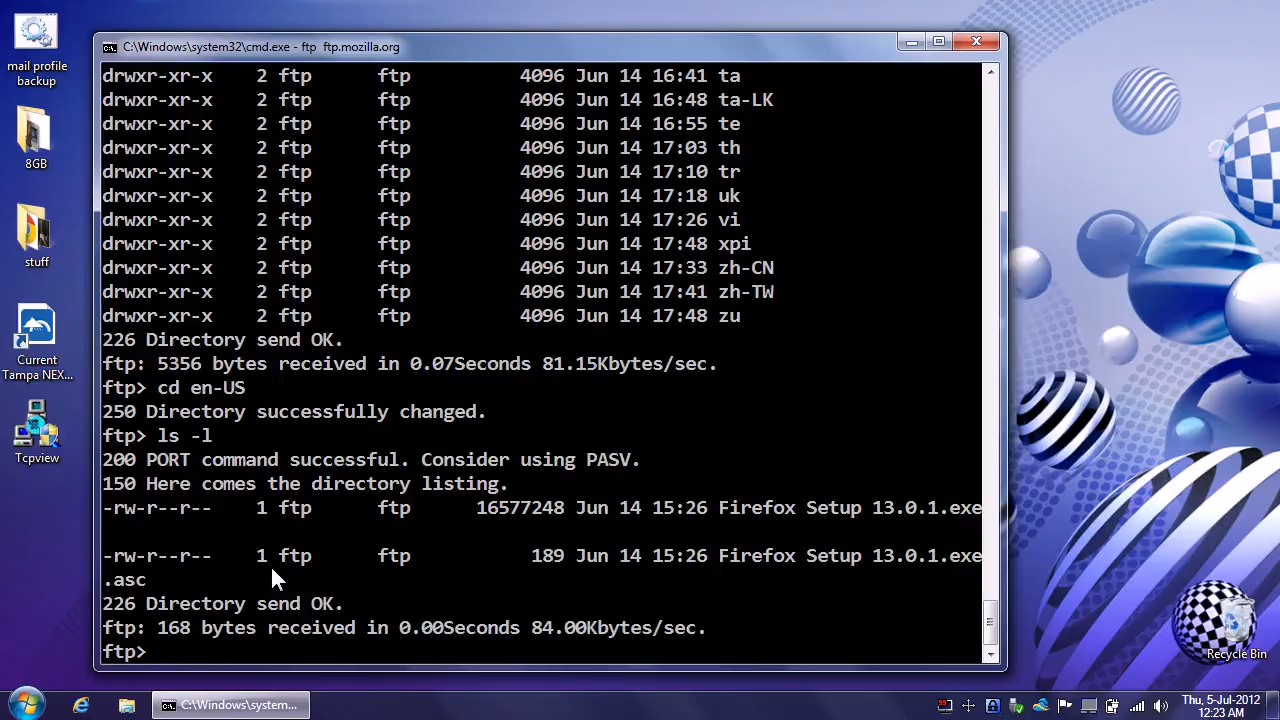 mail profile
backup
8GB
stuff
Current
Tampa NEX...
Tcpview
C:\Windows\system32\cmd.exe - ftp  ftp.mozilla.org
drwxr-xr-x    2 ftp      ftp          4096 Jun 14 16:41 ta
drwxr-xr-x    2 ftp      ftp          4096 Jun 14 16:48 ta-LK
drwxr-xr-x    2 ftp      ftp          4096 Jun 14 16:55 te
drwxr-xr-x    2 ftp      ftp          4096 Jun 14 17:03 th
drwxr-xr-x    2 ftp      ftp          4096 Jun 14 17:10 tr
drwxr-xr-x    2 ftp      ftp          4096 Jun 14 17:18 uk
drwxr-xr-x    2 ftp      ftp          4096 Jun 14 17:26 vi
drwxr-xr-x    2 ftp      ftp          4096 Jun 14 17:48 xpi
drwxr-xr-x    2 ftp      ftp          4096 Jun 14 17:33 zh-CN
drwxr-xr-x    2 ftp      ftp          4096 Jun 14 17:41 zh-TW
drwxr-xr-x    2 ftp      ftp          4096 Jun 14 17:48 zu
226 Directory send OK.
ftp: 5356 bytes received in 0.07Seconds 81.15Kbytes/sec.
ftp> cd en-US
250 Directory successfully changed.
ftp> ls -l
200 PORT command successful. Consider using PASV.
150 Here comes the directory listing.
-rw-r--r--    1 ftp      ftp      16577248 Jun 14 15:26 Firefox Setup 13.0.1.exe
-rw-r--r--    1 ftp      ftp           189 Jun 14 15:26 Firefox Setup 13.0.1.exe
.asc
226 Directory send OK.
ftp: 168 bytes received in 0.00Seconds 84.00Kbytes/sec.
ftp>
Recycle Bin
C:\Windows\system...
Thu, 5-Jul-2012
12:23 AM